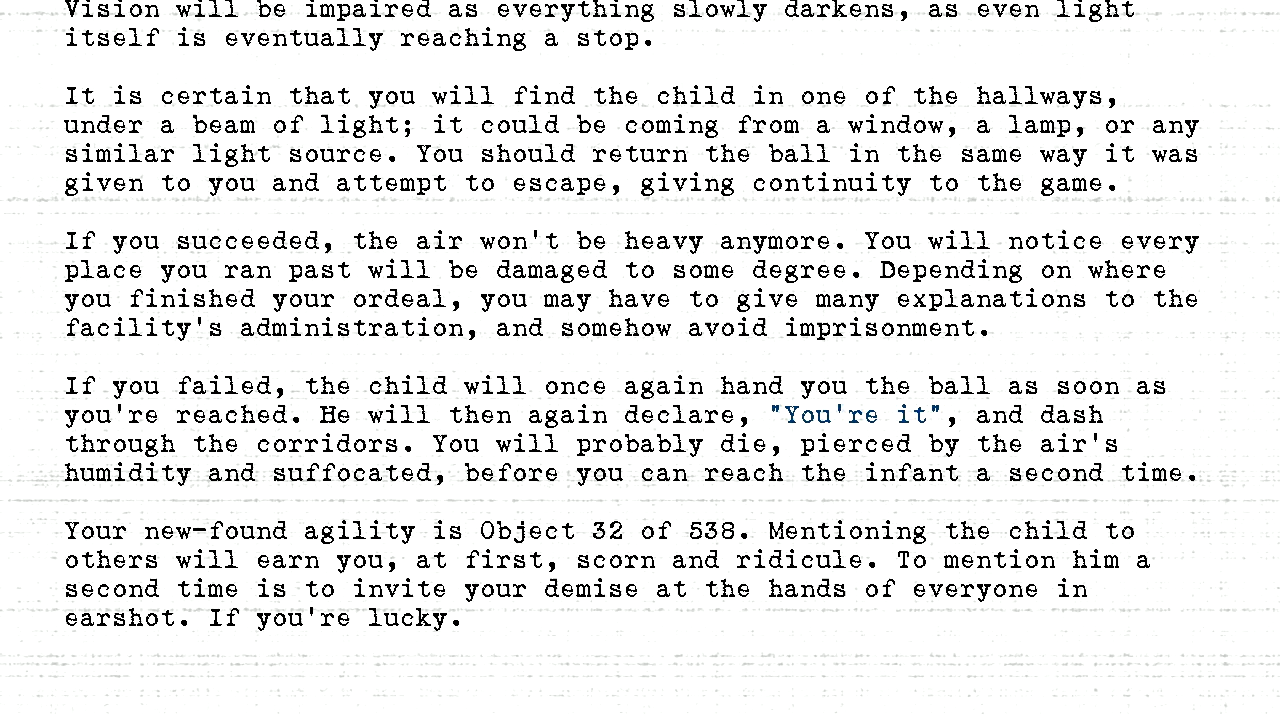 Vision will be impaired as everything slowly darkens, as even light
itself is eventually reaching a stop.
It is certain that you will find the child in one of the hallways,
under a beam of light; it could be coming from a window, a lamp, or any
similar light source. You should return the ball in the same way it was
given to you and attempt to escape, giving continuity to the game.
If you succeeded, the air won't be heavy anymore. You will notice every
place you ran past will be damaged to some degree. Depending on where
you finished your ordeal, you may have to give many explanations to the
facility's administration, and somehow avoid imprisonment.
If you failed, the child will once again hand you the ball as soon as
you're reached. He will then again declare, "You're it", and dash
through the corridors. You will probably die, pierced by the air's
humidity and suffocated, before you can reach the infant a second time.
Your new-found agility is Object 32 of 538. Mentioning the child to
others will earn you, at first, scorn and ridicule. To mention him a
second time is to invite your demise at the hands of everyone in
earshot. If you're lucky.